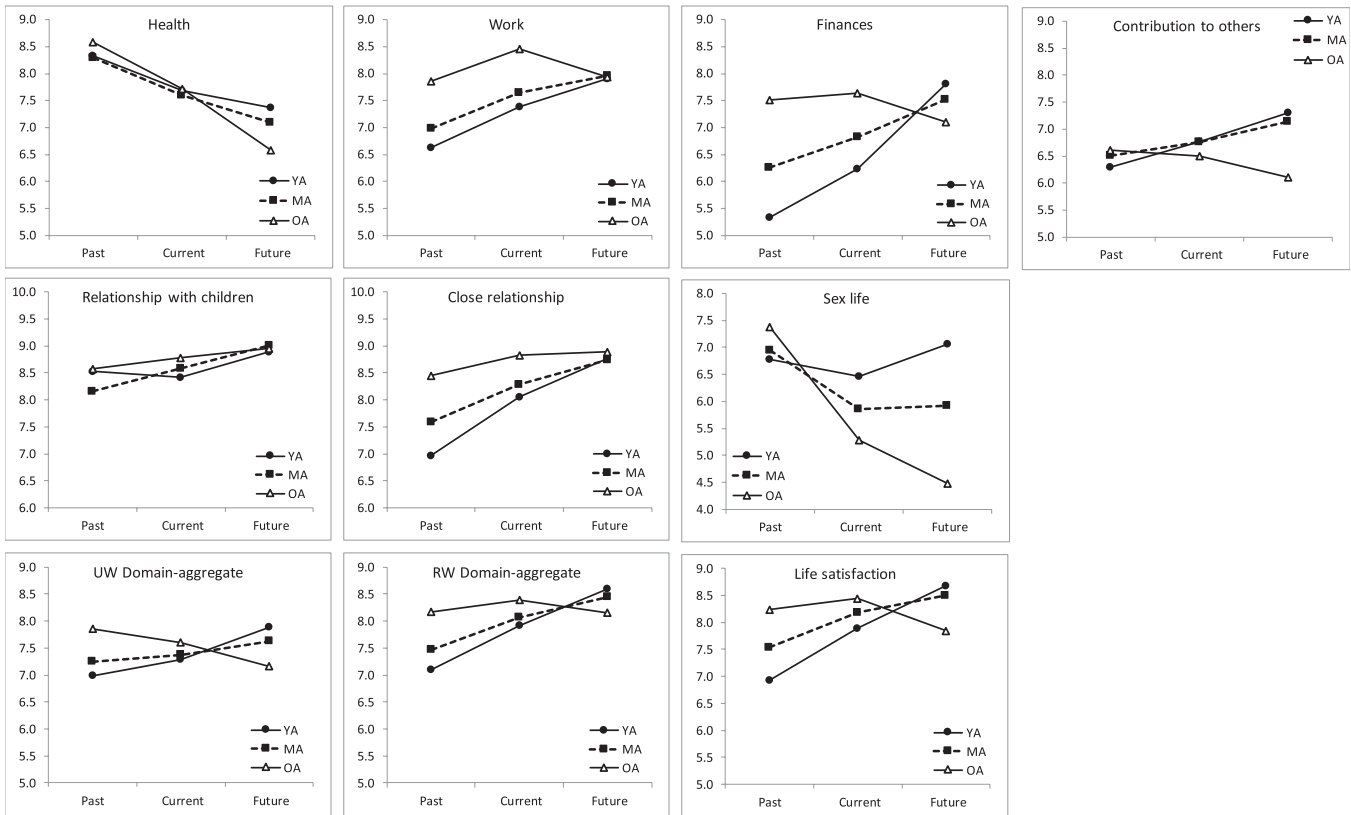 Health
9.0
8.5
8.0
7.5
7.0
6.5
6.0
5.5
5.0
YA
MA
OA
Past Current Future
Work
9.0
8.5
8.0
7.5
7.0
6.5
6.0
5.5
5.0
YA
MA
OA
Past Current Future
Finances
9.0
8.5
8.0
7.5
7.0
6.5
6.0
5.5
5.0
YA
MA
OA
Past Current Future
Contribution to others
9.0
8.5
8.0
7.5
7.0
6.5
6.0
5.5
5.0
YA
MA
OA
Past Current Future
Relationship with children
10.0
9.5
9.0
8.5
8.0
7.5
7.0
6.5
6.0
YA
MA
OA
Past Current Future
Close relationship
10.0
9.5
9.0
8.5
8.0
7.5
7.0
6.5
6.0
YA
MA
OA
Past Current Future
Sex life
8.0
7.5
7.0
6.5
6.0
5.5
5.0
4.5
4.0
YA
MA
OA
Past Current Future
UW Domain-aggregate
9.0
8.5
8.0
7.5
7.0
6.5
6.0
5.5
5.0
YA
MA
OA
Past Current Future
RW Domain-aggregate
9.0
8.5
8.0
7.5
7.0
6.5
6.0
5.5
5.0
YA
MA
OA
Past Current Future
Life satisfaction
9.0
8.5
8.0
7.5
7.0
6.5
6.0
5.5
5.0
YA
MA
OA
Past Current Future